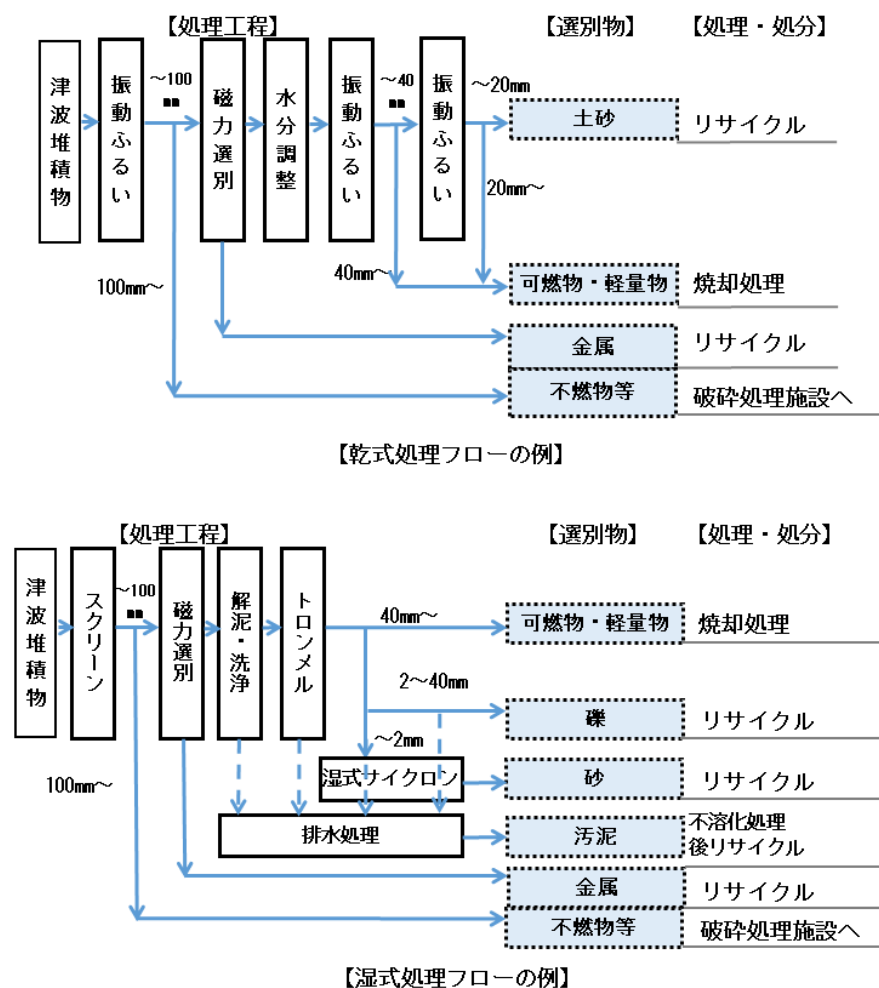 【処理工程】
【選別物】
【処理・処分】
津波堆積物
振動ふるい
～100
mm
磁力選別
水分調整
振動ふるい
～40
mm
振動ふるい
～20mm
土砂
リサイクル
20mm～
100mm～
40mm～
可燃物・軽量物
焼却処理
金属
リサイクル
不燃物等
破砕処理施設へ
【乾式処理フローの例】
【処理工程】
【選別物】
【処理・処分】
津波堆積物
スクリーン
～100
mm
磁力選別
解泥・洗浄
トロンメル
40mm～
可燃物・軽量物
焼却処理
2～40mm
礫
リサイクル
～2mm
100mm～
湿式サイクロン
砂
リサイクル
排水処理
汚泥
不溶化処理
後リサイクル
金属
リサイクル
不燃物等
破砕処理施設へ
【湿式処理フローの例】